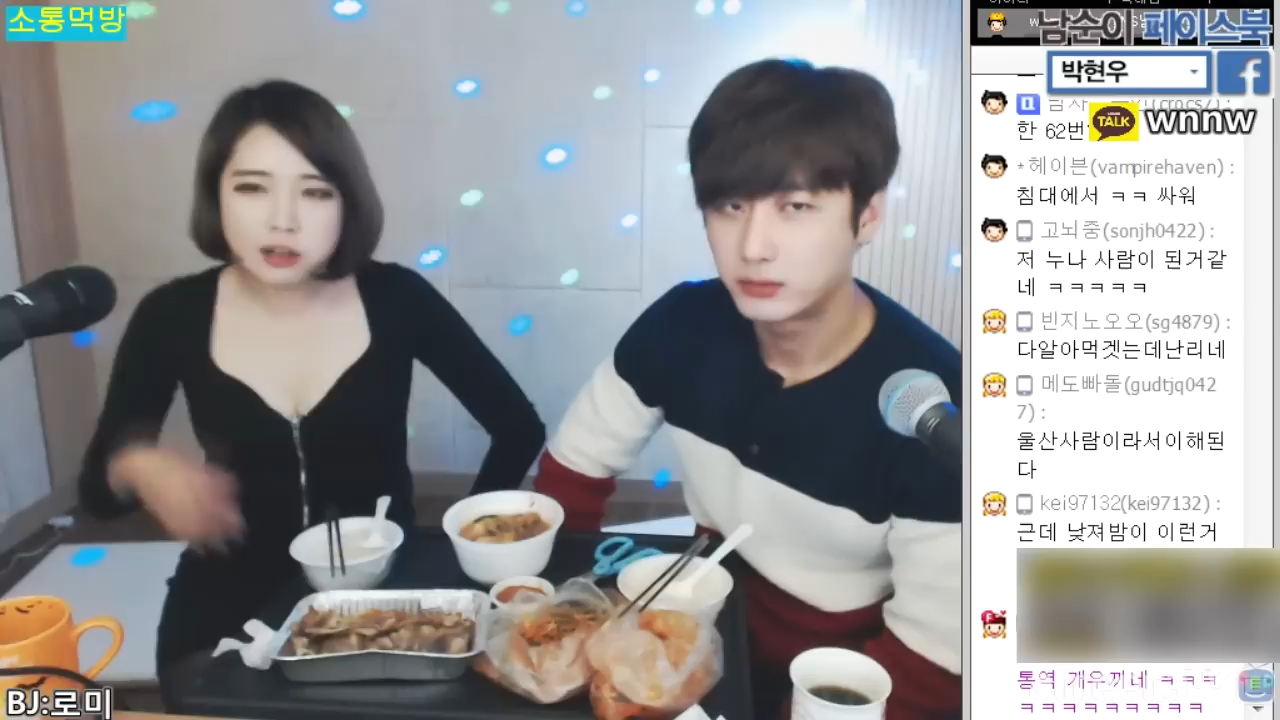 소통먹방
남순이 페이스북
박현우
f
TALK wnnw
한 62번
*헤이븐(vampirehaven) :
침대에서 ㅋㅋ 싸워
고뇌중(sonjh0422) :
저 누나 사람이 된거같
네 ㅋㅋㅋㅋㅋ
빈지노오오(sg4879) :
다알아먹겟는데난리네
메도빠돌(gudtjq042
7) :
울산사람이라서이해된
다
kei97132(kei97132) :
근데 낮져밤이 이런거
통역 개웃끼네 ㅋㅋㅋ
ㅋㅋㅋㅋㅋㅋㅋㅋㅋ
BJ:로미